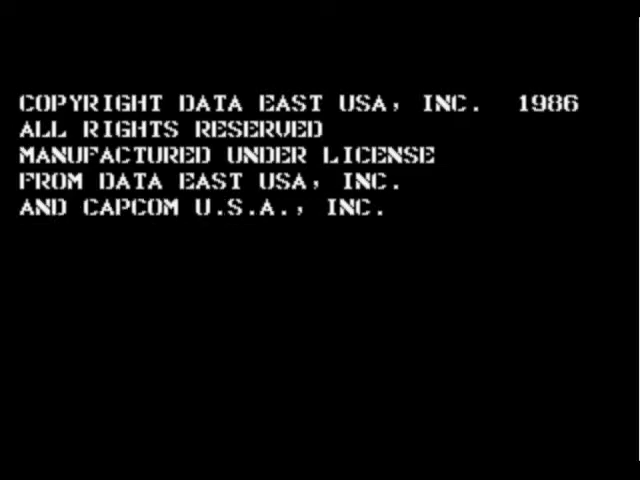 COPYRIGHT DATA EAST USA, INC. 1986
ALL RIGHTS RESERVED
MANUFACTURED UNDER LICENSE
FROM DATA EAST USA, INC.
AND CAPCOM U.S.A., INC.